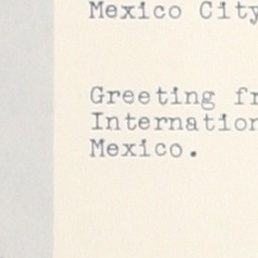 Mexico City
Greeting fr
Internation
Mexico.